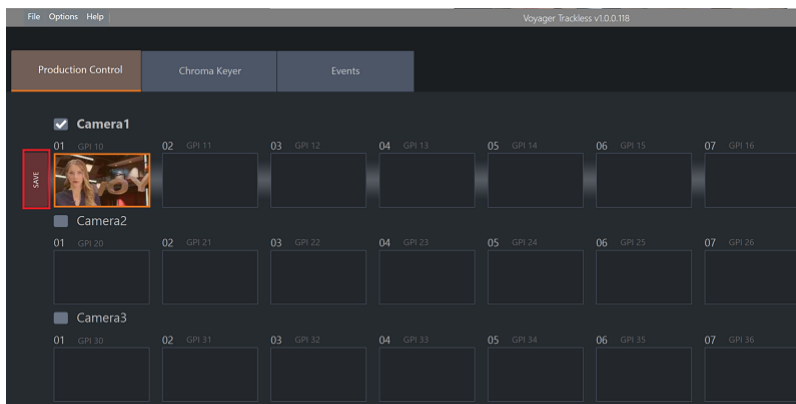 File Options Help Voyager Trackless v1.0.0.118
Production Control Chroma Keyer Events
Camera1
01 GPI 10 02 GPI 11 03 GPI 12 04 GPI 13 05 GPI 14 06 GPI 15 07 GPI 16
SAVE
VOY
Camera2
01 GPI 20 02 GPI 21 03 GPI 22 04 GPI 23 05 GPI 24 06 GPI 25 07 GPI 26
Camera3
01 GPI 30 02 GPI 31 03 GPI 32 04 GPI 33 05 GPI 34 06 GPI 35 07 GPI 36